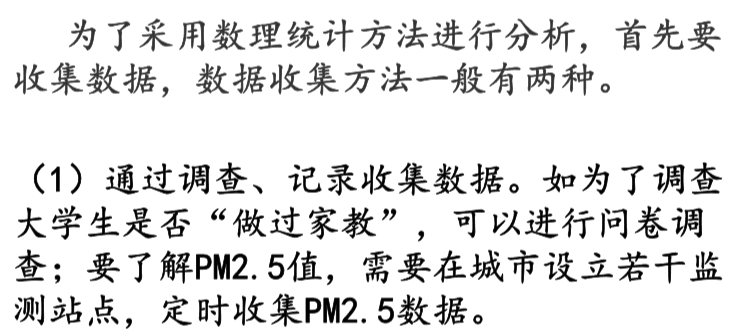 为了采用数理统计方法进行分析，首先要
收集数据，数据收集方法一般有两种。
（1）通过调查、记录收集数据。如为了调查
大学生是否“做过家教”，可以进行问卷调
查；要了解PM2.5值，需要在城市设立若干监
测站点，定时收集PM2.5数据。